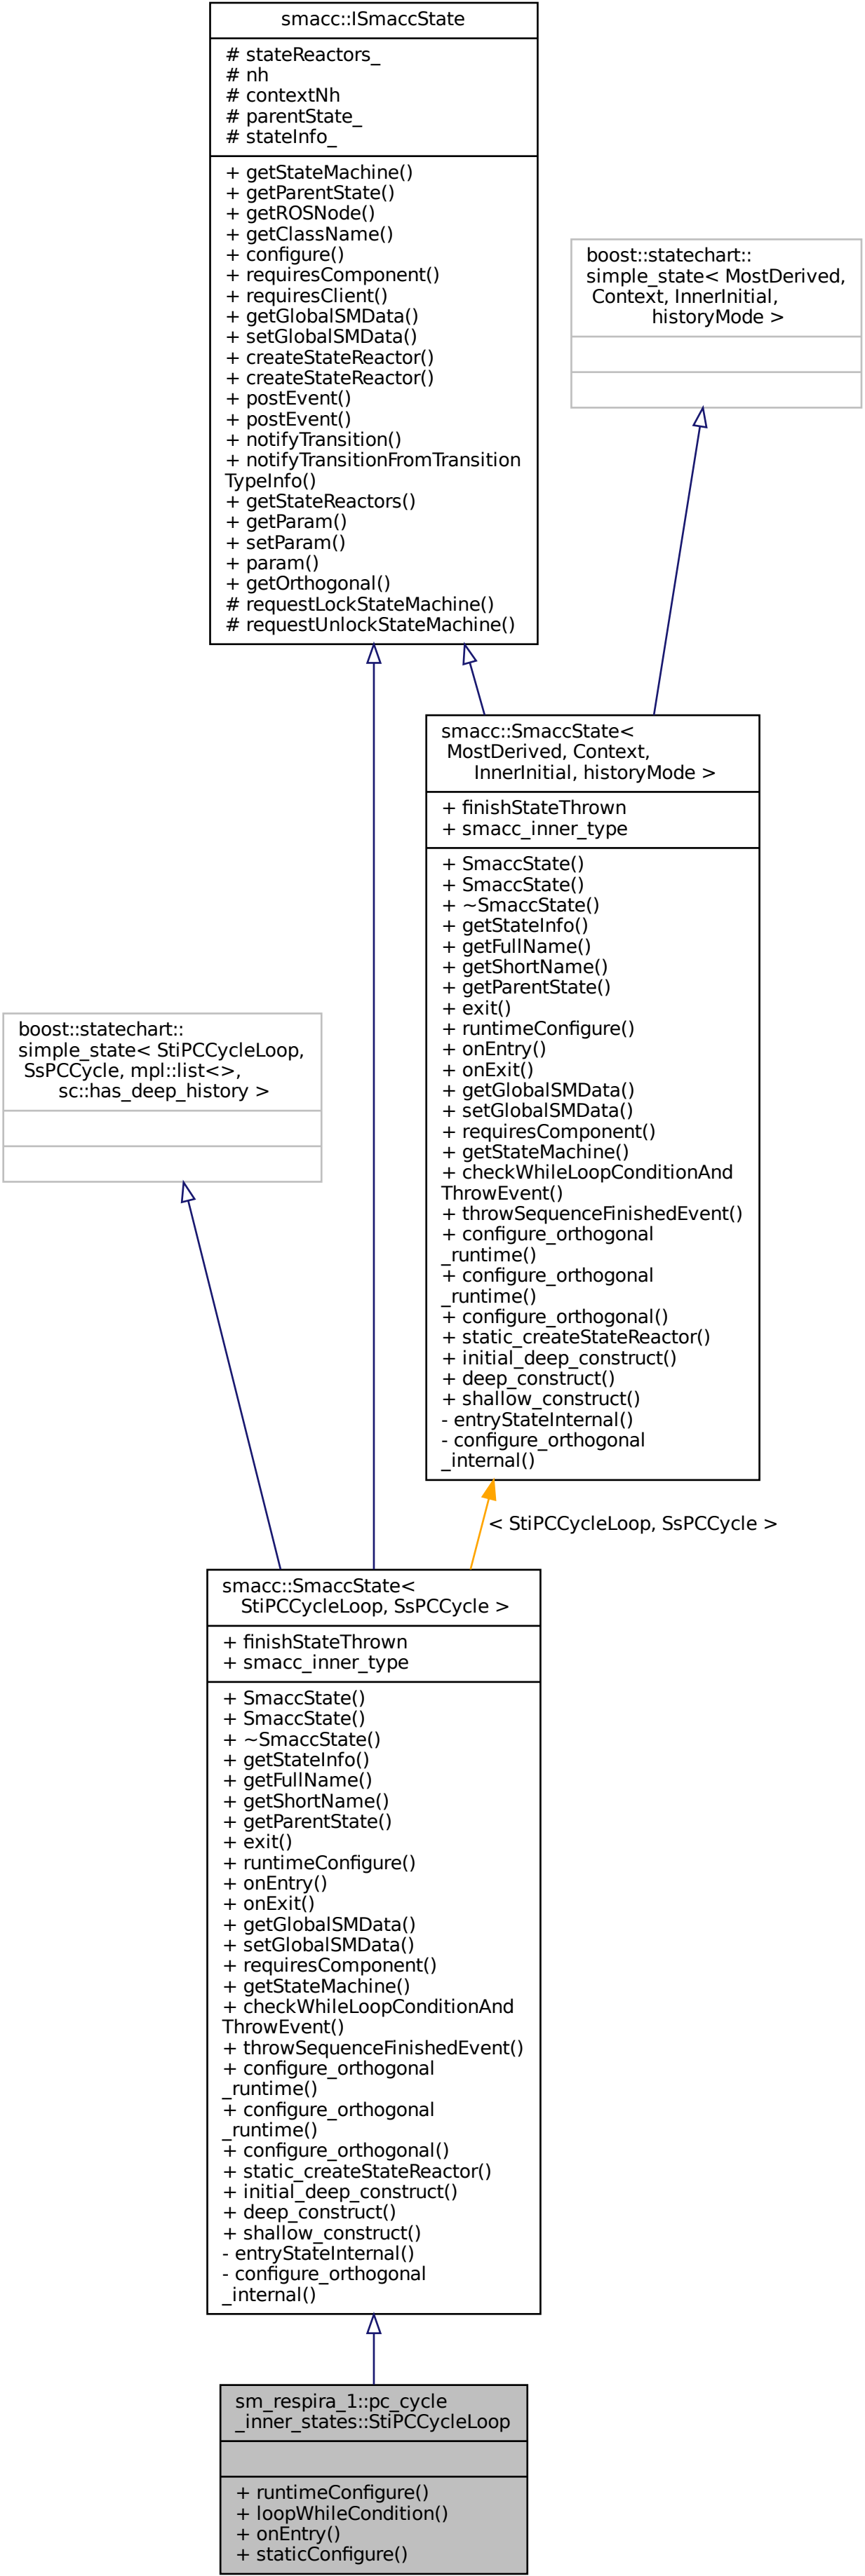 smacc::ISmaccState
# stateReactors_
# nh
# contextNh
# parentState_
# stateInfo_
+ getStateMachine()
+ getParentState()
+ getROSNode()
+ getClassName()
+ configure()
+ requiresComponent()
+ requiresClient()
+ getGlobalSMData()
+ setGlobalSMData()
+ createStateReactor()
+ createStateReactor()
+ postEvent()
+ postEvent()
+ notifyTransition()
+ notifyTransitionFromTransition
TypeInfo()
+ getStateReactors()
+ getParam()
+ setParam()
+ param()
+ getOrthogonal()
# requestLockStateMachine()
# requestUnlockStateMachine()
boost::statechart::
simple_state< MostDerived,
Context, InnerInitial,
historyMode >
smacc::SmaccState<
MostDerived, Context,
InnerInitial, historyMode >
+ finishStateThrown
+ smacc_inner_type
+ SmaccState()
+ SmaccState()
+ ~SmaccState()
+ getStateInfo()
+ getFullName()
+ getShortName()
+ getParentState()
+ exit()
+ runtimeConfigure()
+ onEntry()
+ onExit()
+ getGlobalSMData()
+ setGlobalSMData()
+ requiresComponent()
+ getStateMachine()
+ checkWhileLoopConditionAnd
ThrowEvent()
+ throwSequenceFinishedEvent()
+ configure_orthogonal
_runtime()
+ configure_orthogonal
_runtime()
+ configure_orthogonal()
+ static_createStateReactor()
+ initial_deep_construct()
+ deep_construct()
+ shallow_construct()
- entryStateInternal()
- configure_orthogonal
_internal()
boost::statechart::
simple_state< StiPCCycleLoop,
SsPCCycle, mpl::list<>,
sc::has_deep_history >
< StiPCCycleLoop, SsPCCycle >
smacc::SmaccState<
StiPCCycleLoop, SsPCCycle >
+ finishStateThrown
+ smacc_inner_type
+ SmaccState()
+ SmaccState()
+ ~SmaccState()
+ getStateInfo()
+ getFullName()
+ getShortName()
+ getParentState()
+ exit()
+ runtimeConfigure()
+ onEntry()
+ onExit()
+ getGlobalSMData()
+ setGlobalSMData()
+ requiresComponent()
+ getStateMachine()
+ checkWhileLoopConditionAnd
ThrowEvent()
+ throwSequenceFinishedEvent()
+ configure_orthogonal
_runtime()
+ configure_orthogonal
_runtime()
+ configure_orthogonal()
+ static_createStateReactor()
+ initial_deep_construct()
+ deep_construct()
+ shallow_construct()
- entryStateInternal()
- configure_orthogonal
_internal()
sm_respira_1::pc_cycle
_inner_states::StiPCCycleLoop
+ runtimeConfigure()
+ loopWhileCondition()
+ onEntry()
+ staticConfigure()